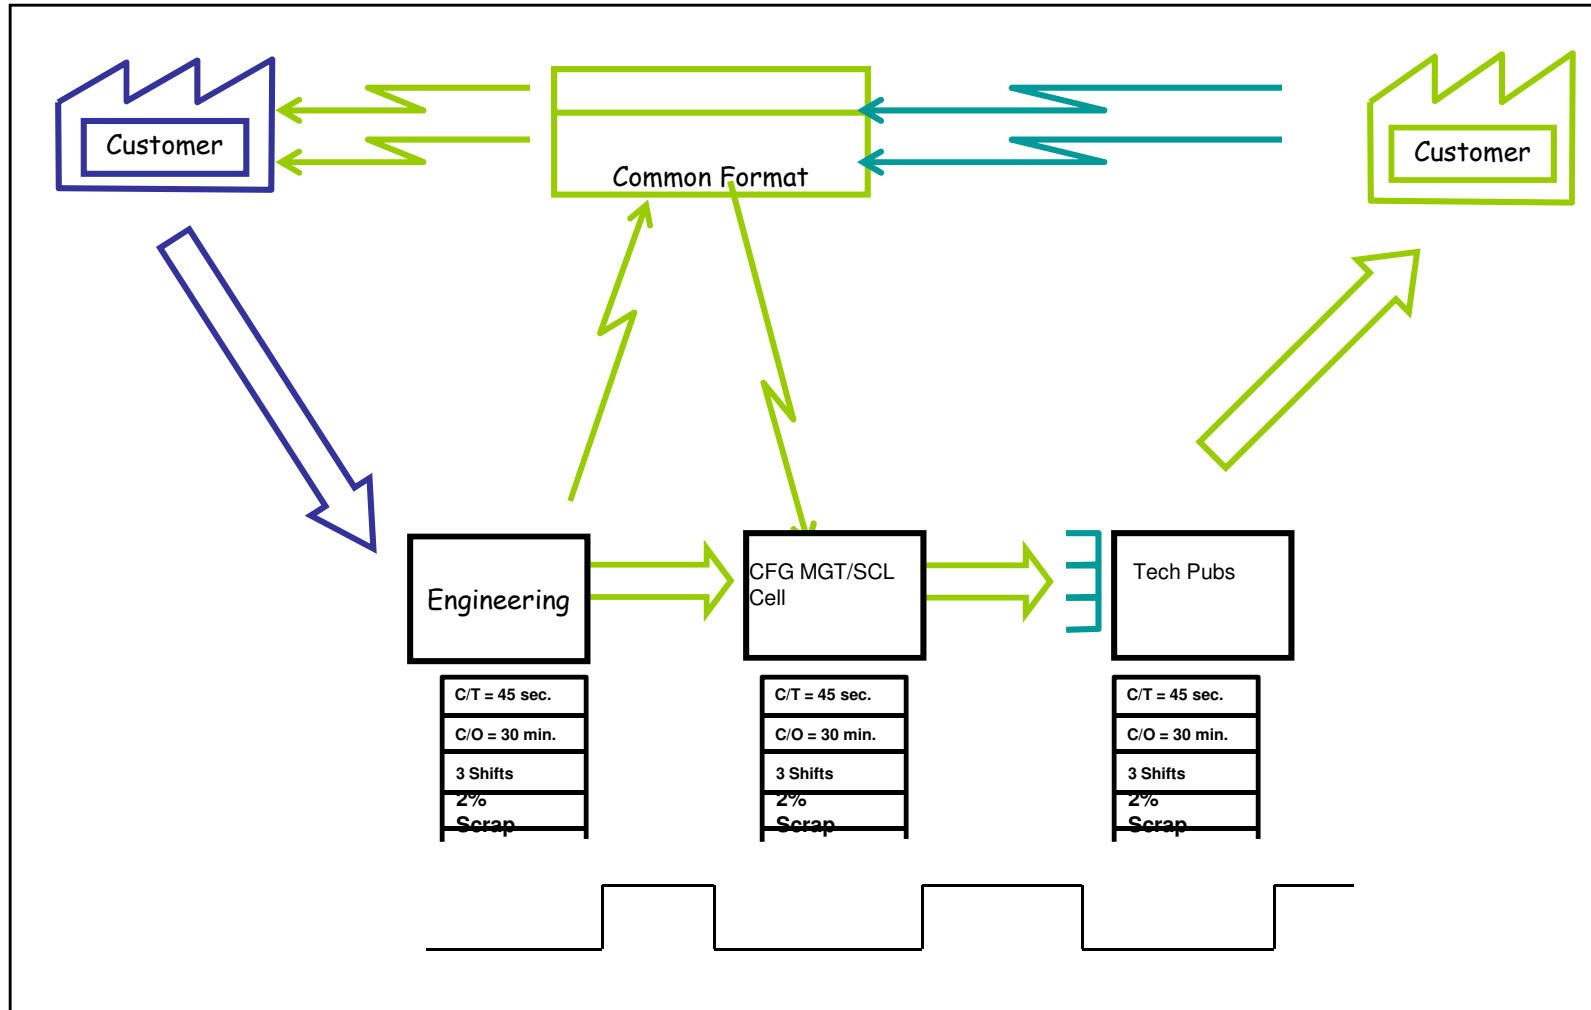 Customer
Common Format
Customer
Engineering
CFG MGT/SCL
Cell
Tech Pubs
C/T = 45 sec.
C/O = 30 min.
3 Shifts
2%
Scrap
C/T = 45 sec.
C/O = 30 min.
3 Shifts
2%
Scrap
C/T = 45 sec.
C/O = 30 min.
3 Shifts
2%
Scrap